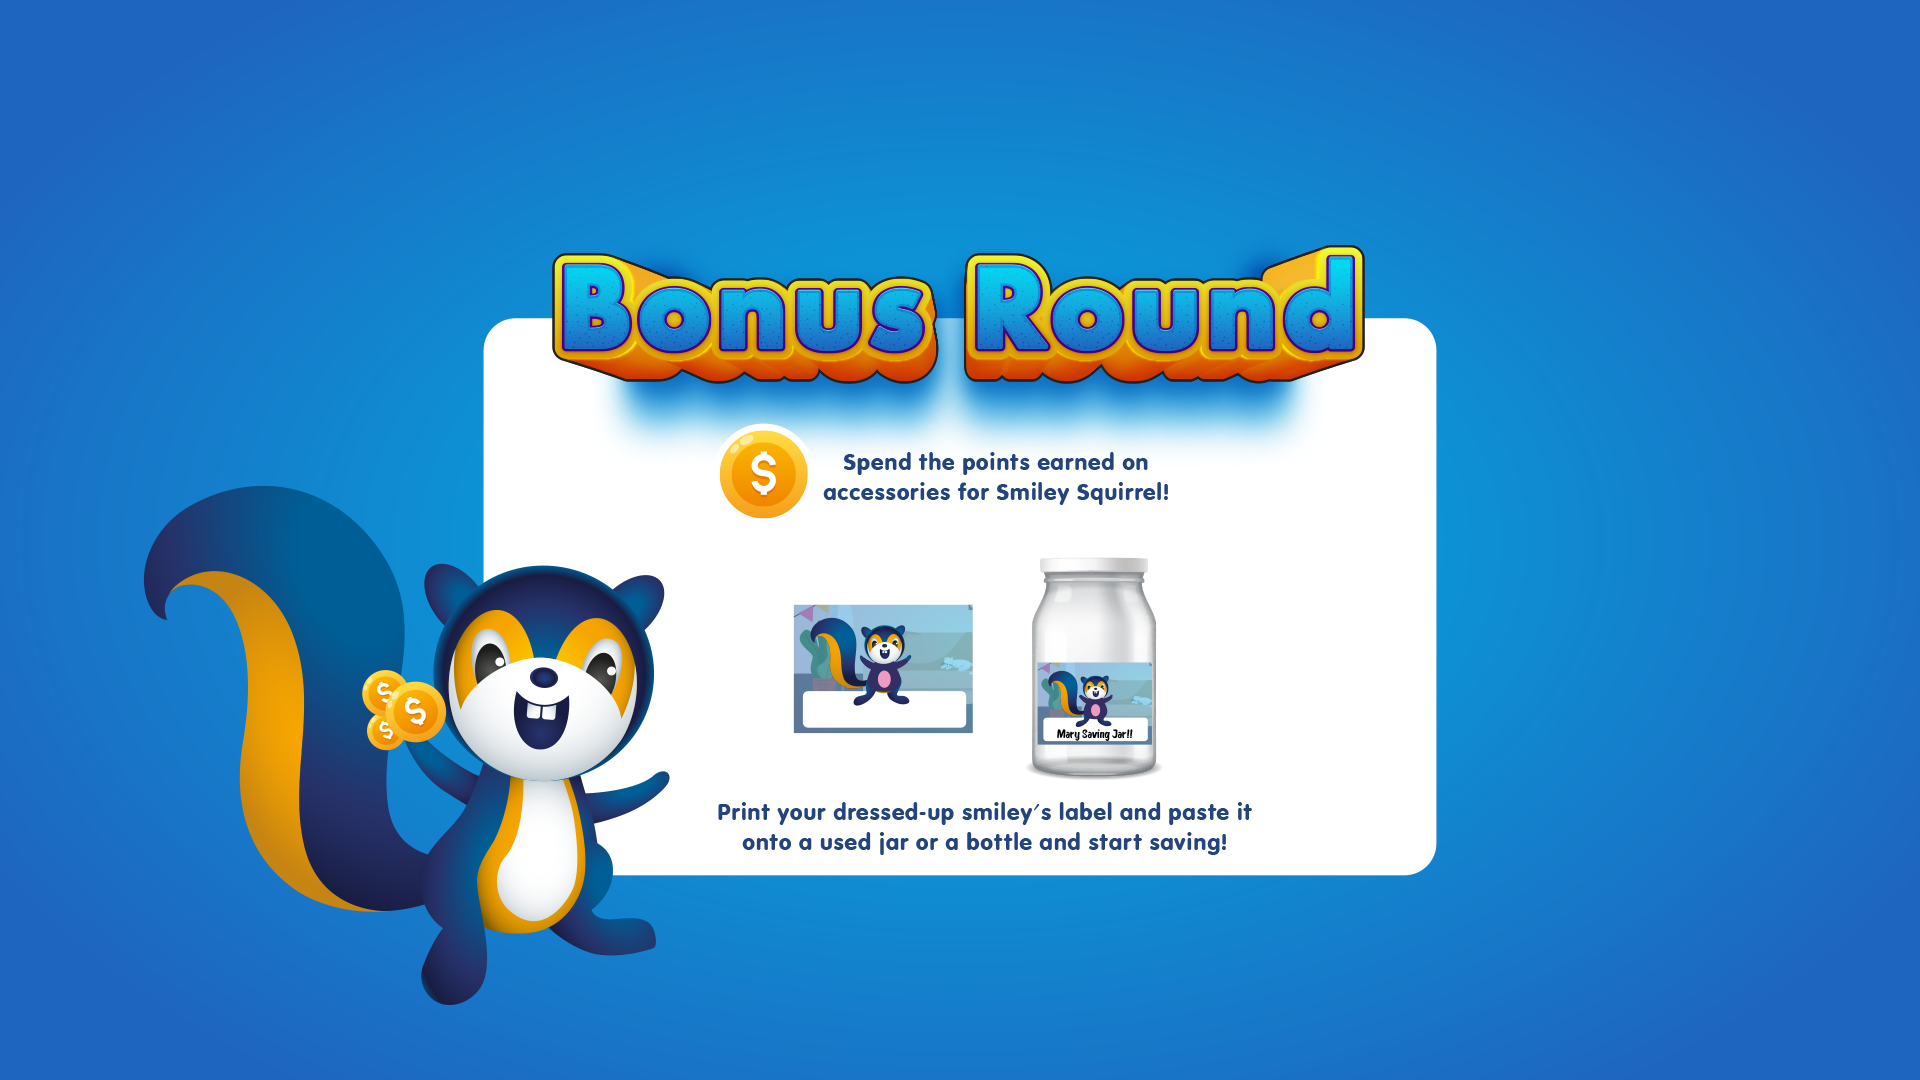 Bonus Round
$
Spend the points earned on
accessories for Smiley Squirrel!
$
$
$
Mary Saving Jar!!
Print your dressed-up smiley's label and paste it
onto a used jar or a bottle and start saving!